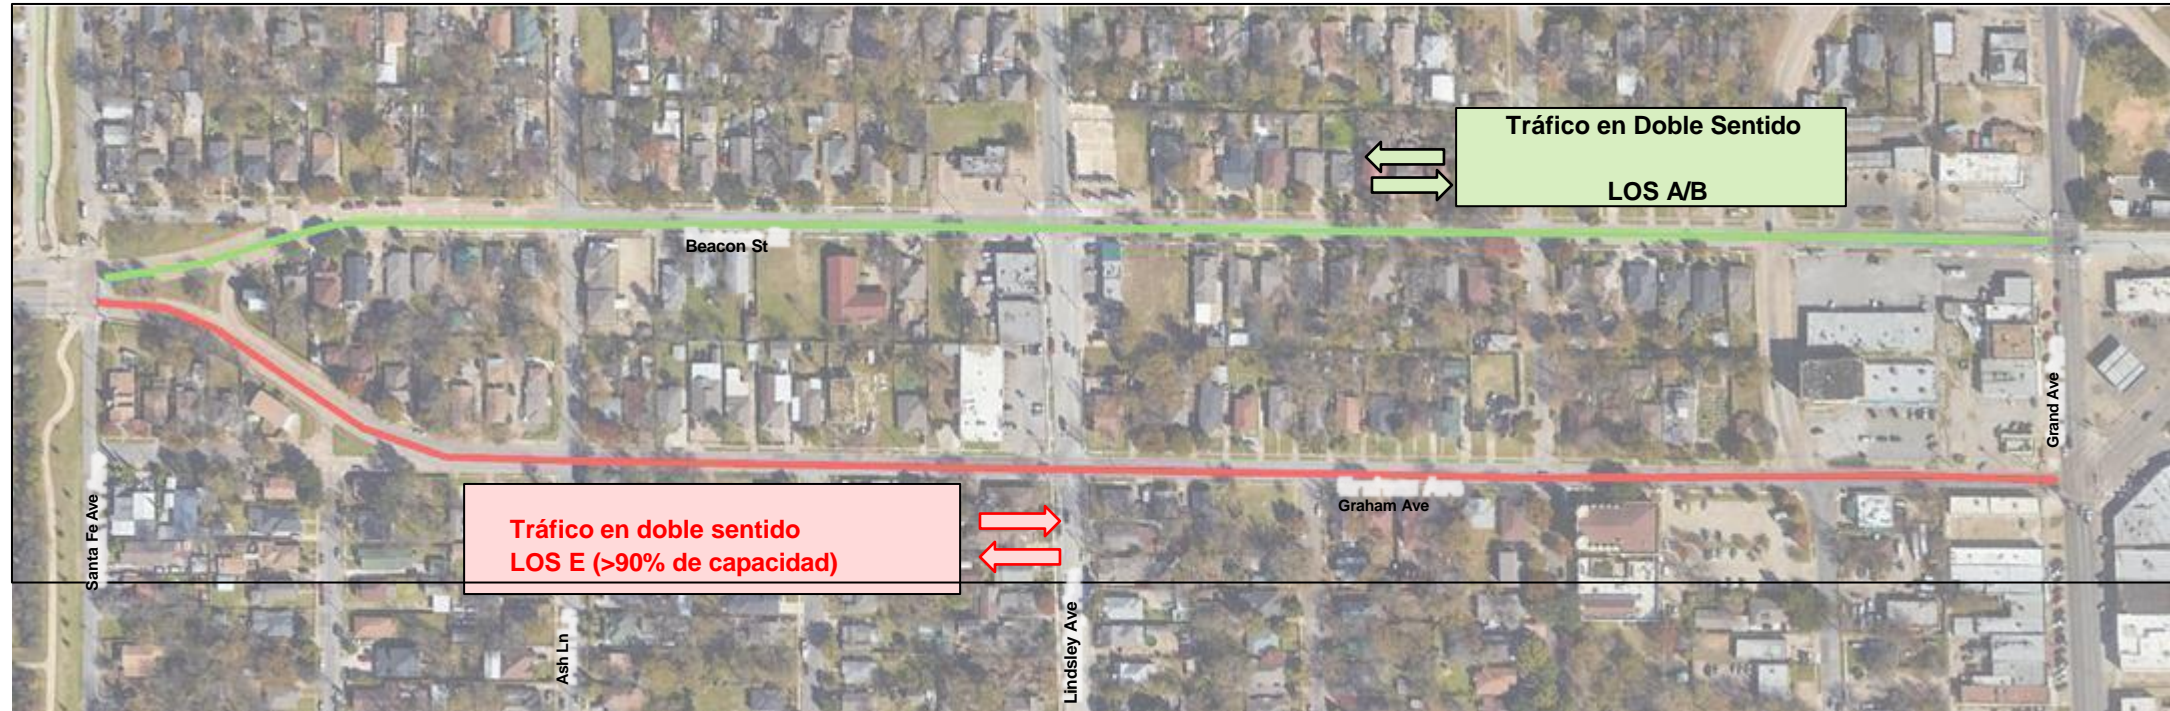 Tráfico en Doble Sentido
LOS A/B
Beacon St
Grand Ave
Tráfico en doble sentido
LOS E (>90% de capacidad)
Graham Ave
Santa Fe Ave
Ash Ln
Lindsley Ave